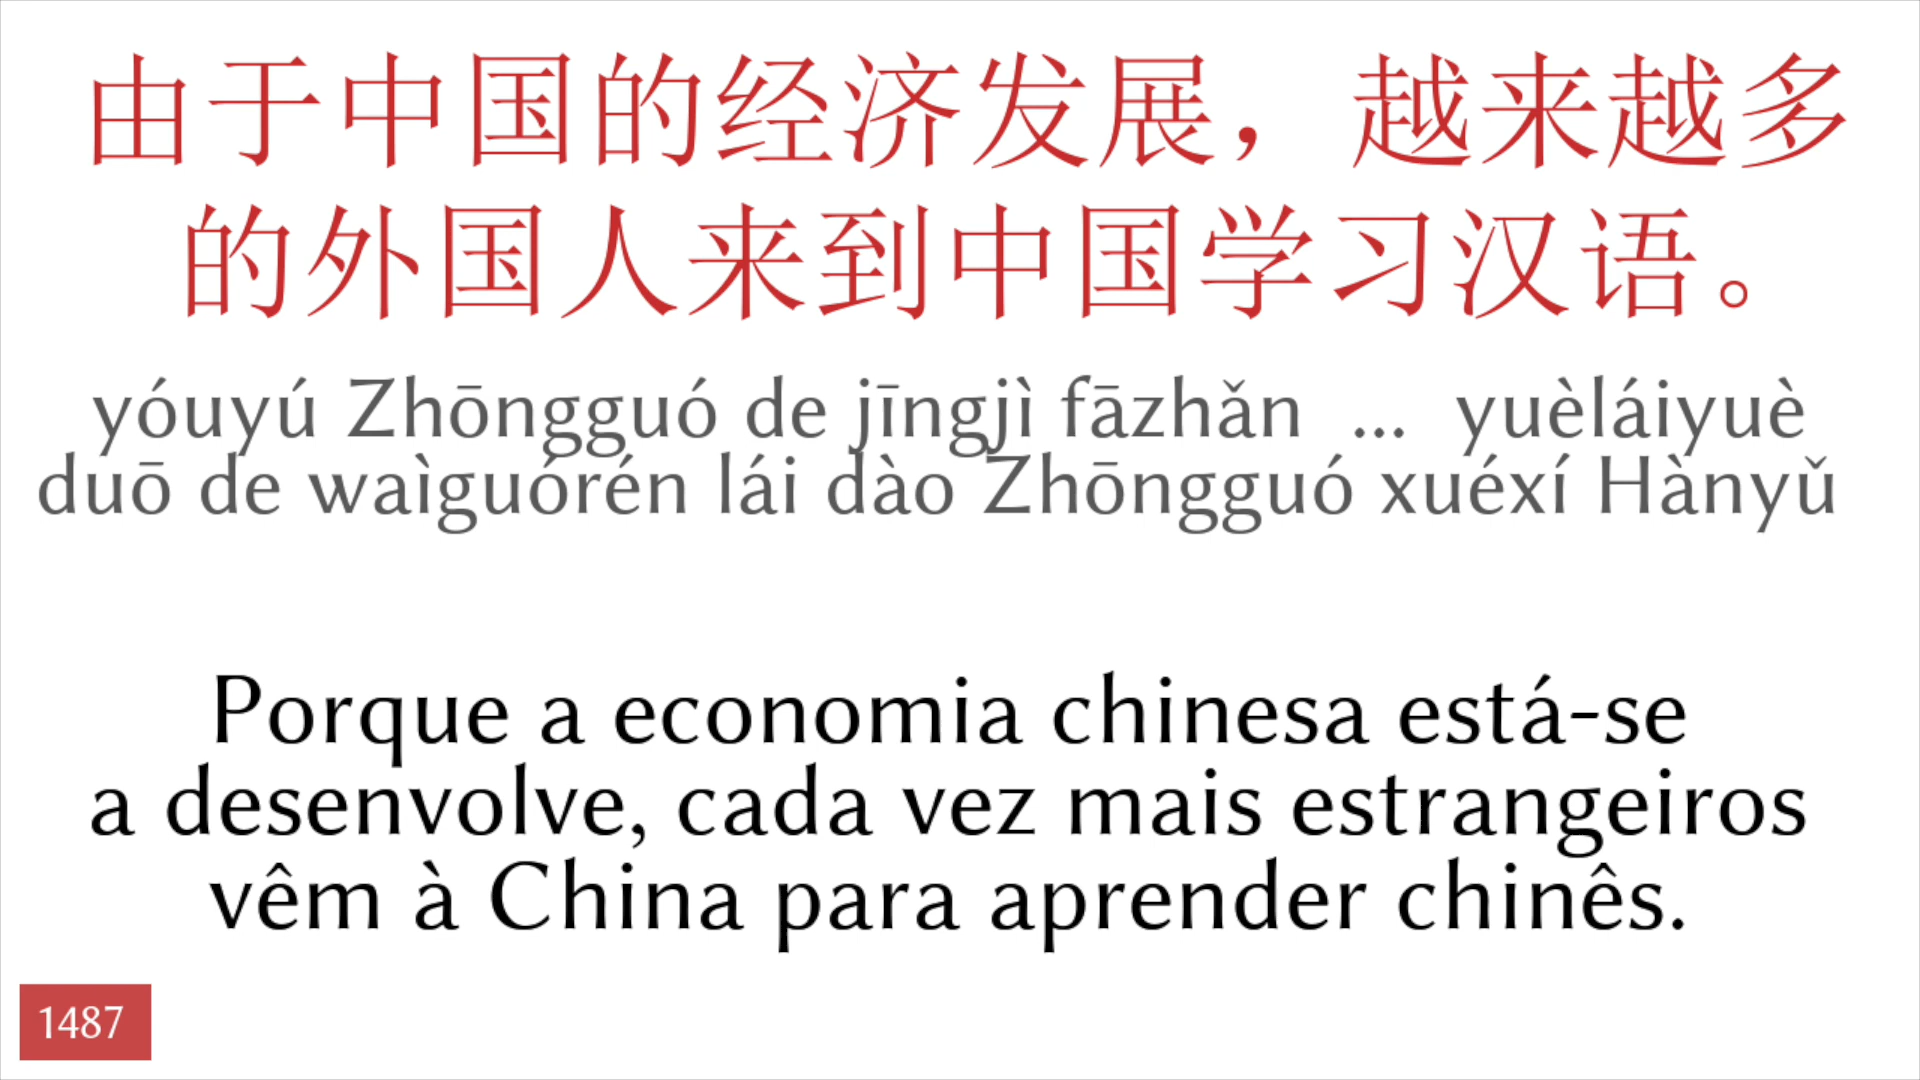 由于中国的经济发展，越来越多
的外国人来到中国学习汉语。
yóuyú Zhōngguó de jīngjì fāzhǎn ... yuèláiyuè
duō de waìguórén lái dào Zhōngguó xuéxí Hànyǔ
Porque a economia chinesa está-se
a desenvolve, cada vez mais estrangeiros
vêm à China para aprender chinês.
1487